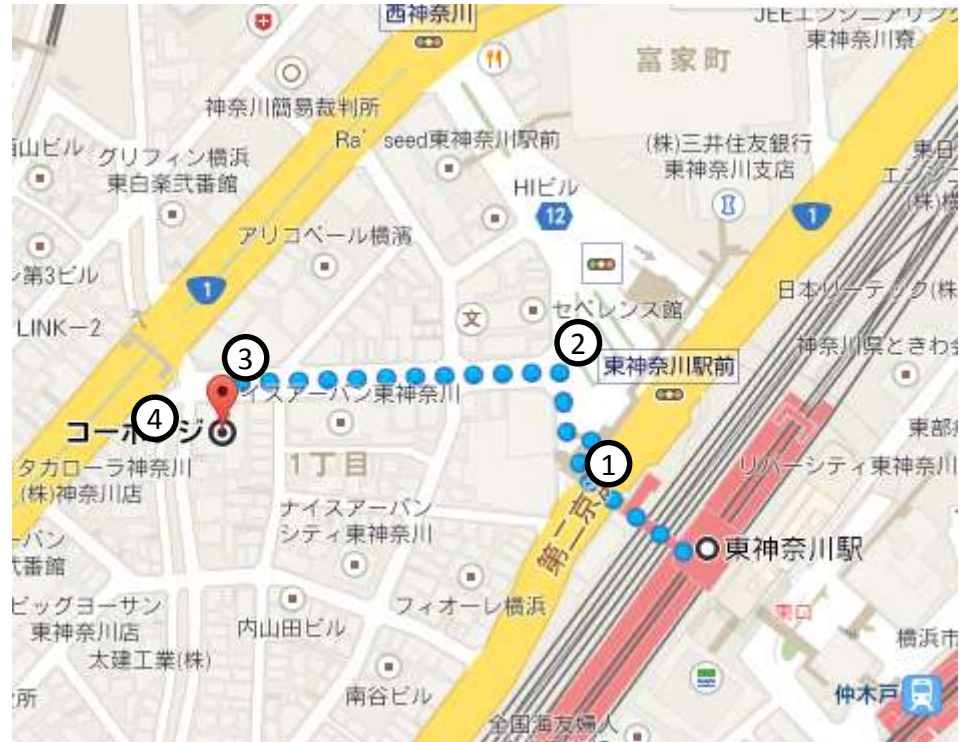 西神奈川
JEEエンジニアリング
東神奈川寮
富家町
神奈川簡易裁判所
Ra' seed東神奈川駅前
(株)三井住友銀行
東神奈川支店
グリフィン横浜
東白楽弐番館
HIビル
12
1
アリコベール横濱
第3ビル
1
文
セベレンス館
日本リーテック(株
LINK-2
3
2
東神奈川駅前
神奈川県ときわ会
イスアーバン東神奈川
4
コーポ
ジ
1
東部病
リバーシティ東神奈川
タカローラ神奈川
(株)神奈川店
1丁目
ナイスアーバン
シティ東神奈川
第二京
東神奈川駅
ーバン
弐番館
ビッグヨーサン
東神奈川店
内山田ビル
フィオーレ横浜
東口
横浜市
太建工業(株)
南谷ビル
仲木戸
所
全国海友婦人